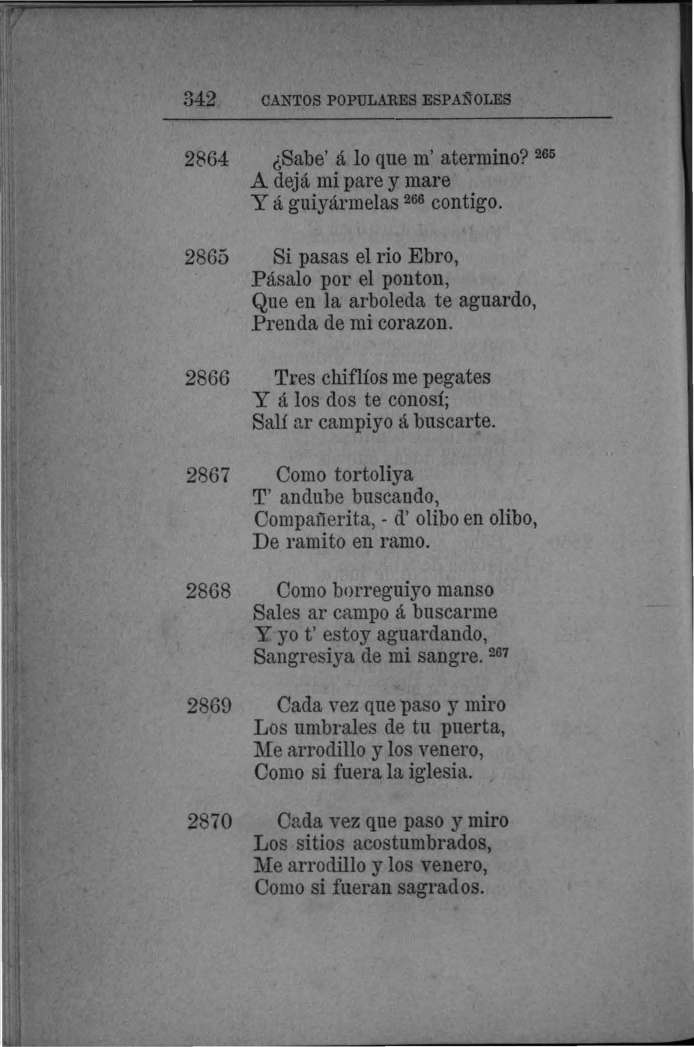 342 CANTOS POPULARES ESPAÑOLES
2864 ¿Sabe' á lo que m' atermino? 265
A dejá mi pare y mare
Y á guiyármelas 266 contigo.
2865 Si pasas el rio Ebro,
Pásalo por el ponton,
Que en la arboleda te aguardo,
Prenda de mi corazon.
2866 Tres chiflíos me pegates
Y á los dos te conosí;
Salí ar campiyo á buscarte.
2867 Como tortoliya
T' andube buscando,
Compañerita, - d' olibo en olibo,
De ramito en ramo.
2868 Como borreguiyo manso
Sales ar campo á buscarme
Y yo t' estoy aguardando,
Sangresiya de mi sangre. 267
2869 Cada vez que paso y miro
Los umbrales de tu puerta,
Me arrodillo y los venero,
Como si fuera la iglesia.
2870 Cada vez que paso y miro
Los sitios acostumbrados,
Me arrodillo y los venero,
Como si fueran sagrados.